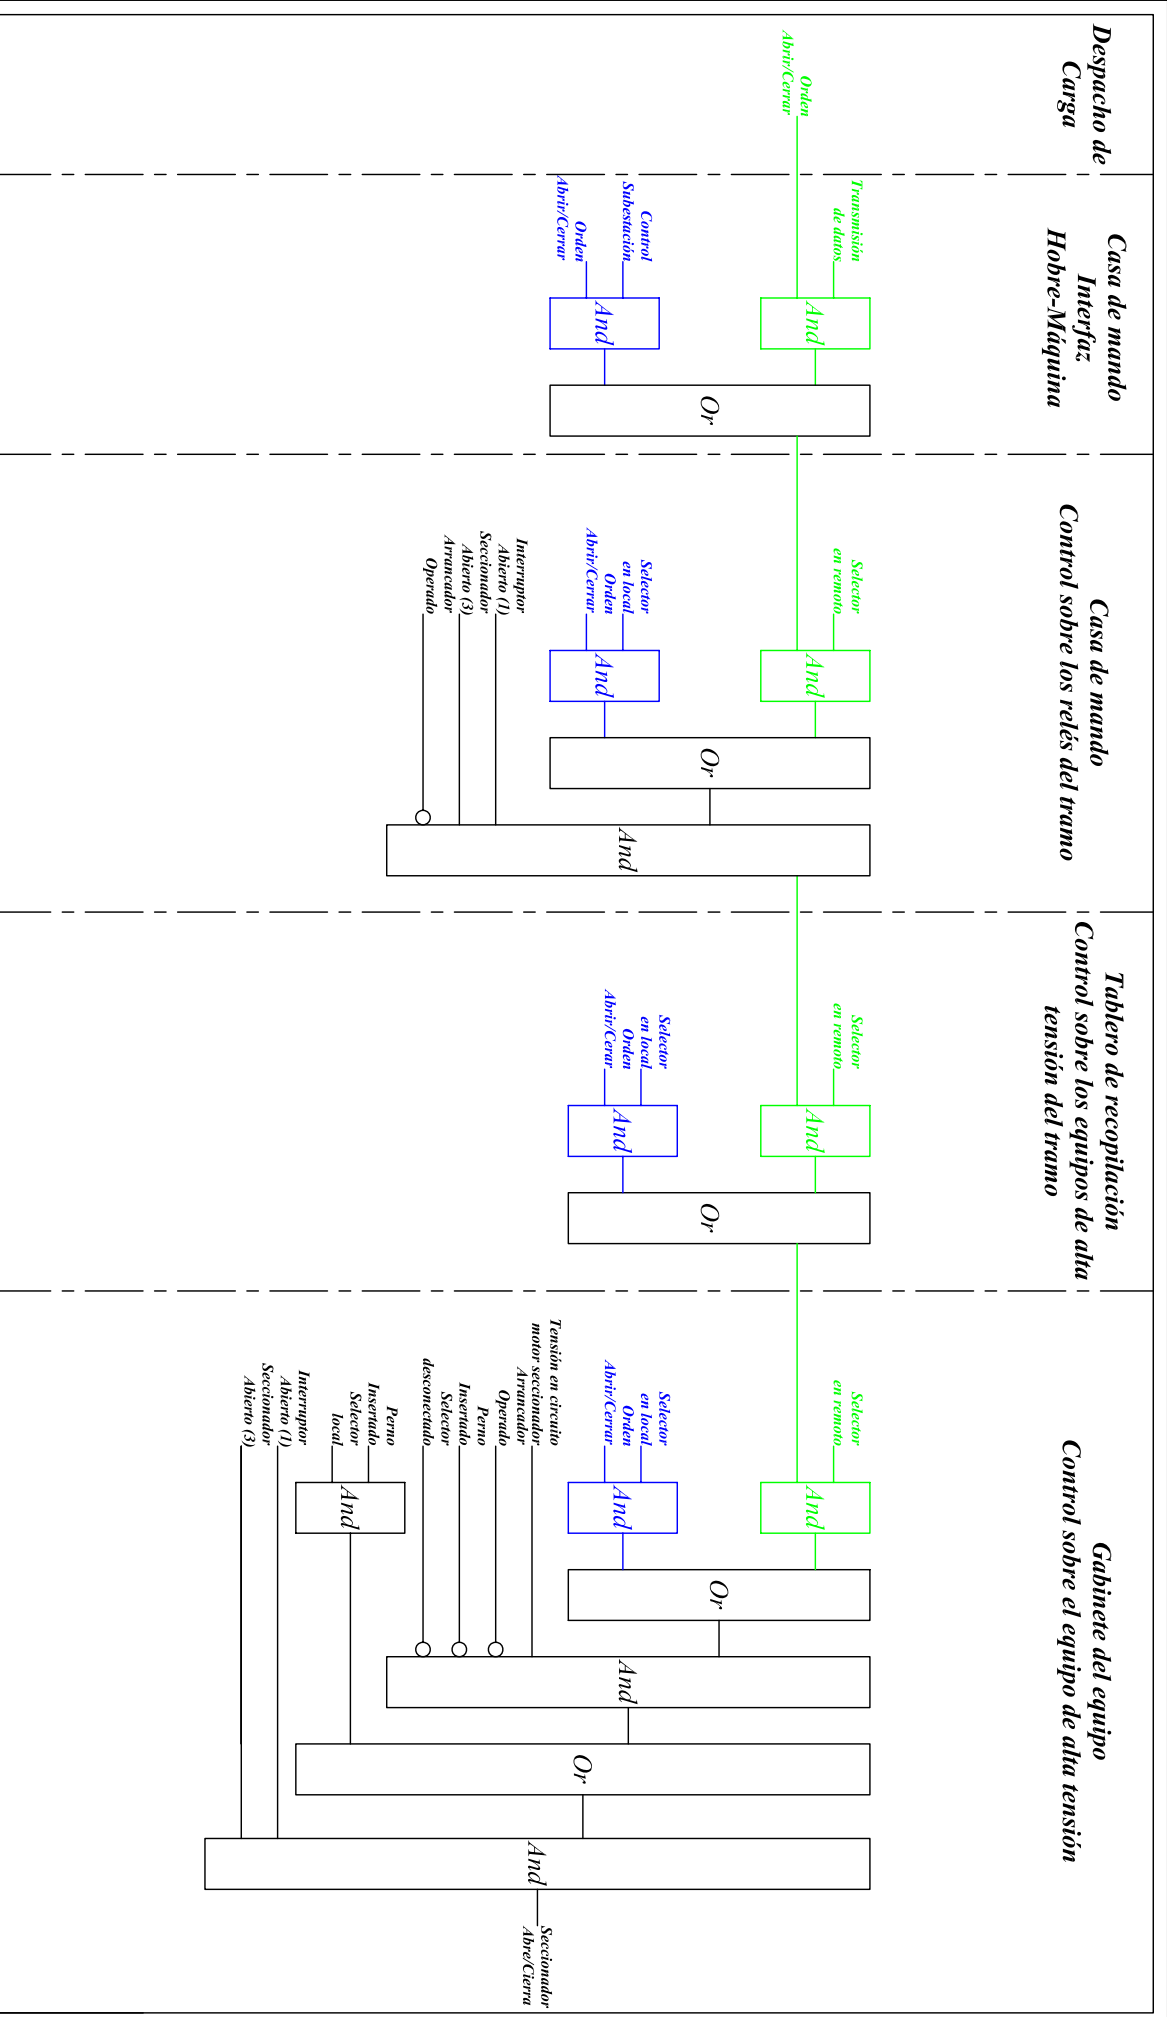 Despacho de
Carga
Orden
Abrir/Cerrar
Casa de mando
Interfaz
Hobre-Máquina
Transmisión
de datos
And
Control
Subestación
Orden
Abrir/Cerrar
And
Or
Casa de mando
Control sobre los relés del tramo
Selector
en remoto
And
Selector
en local
Orden
Abrir/Cerrar
And
Or
Interruptor
Abierto (1)
Seccionador
Abierto (3)
Arrancador
Operado
And
Tablero de recopilación
Control sobre los equipos de alta
tensión del tramo
Selector
en remoto
And
Selector
en local
Orden
Abrir/Cerar
And
Or
Gabinete del equipo
Control sobre el equipo de alta tensión
Selector
en remoto
And
Selector
en local
Orden
Abrir/Cerrar
And
Or
Tensión en circuito
motor seccionador
Arrancador
Operado
Perno
Insertado
Selector
desconectado
And
Perno
Insertado
Selector
local
And
Or
Interruptor
Abierto (1)
Seccionador
Abierto (3)
And
Seccionador
Abre/Cierra